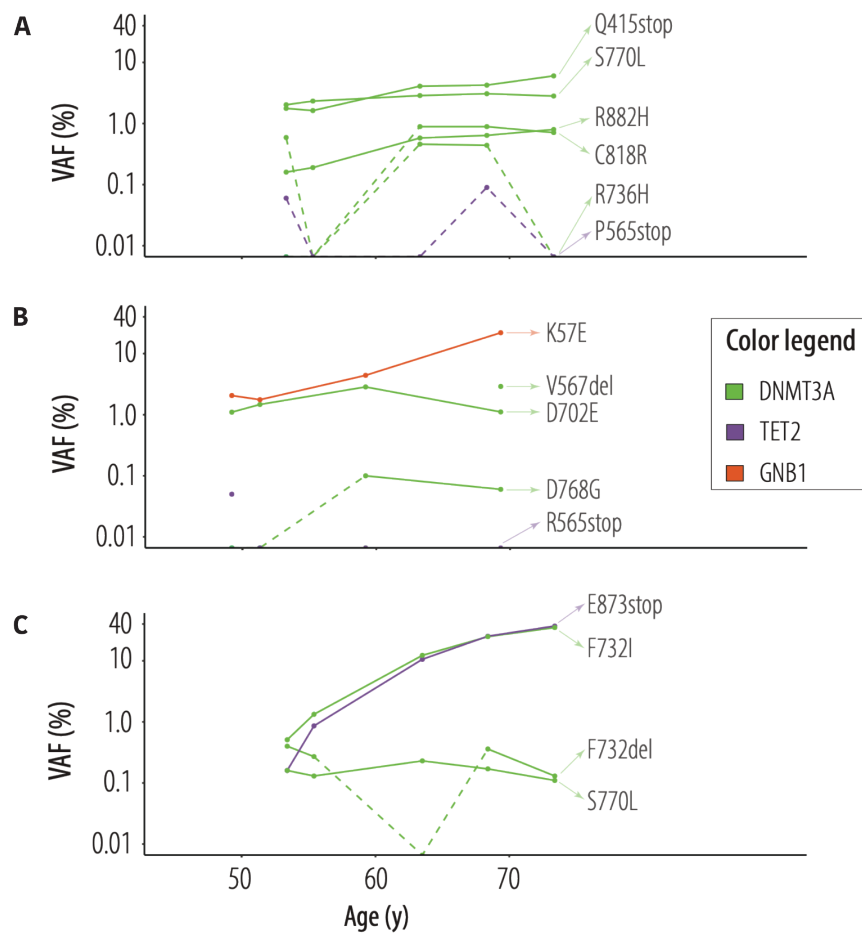 A
VAF (%)
40
10
1.0
0.1
0.01
Q415stop
S770L
R882H
C818R
R736H
P565stop
B
VAF (%)
40
10
1.0
0.1
0.01
K57E
V567del
D702E
D768G
R565stop
Color legend
DNMT3A
TET2
GNB1
C
VAF (%)
40
10
1.0
0.1
0.01
E873stop
F732I
F732del
S770L
50 60 70
Age (y)